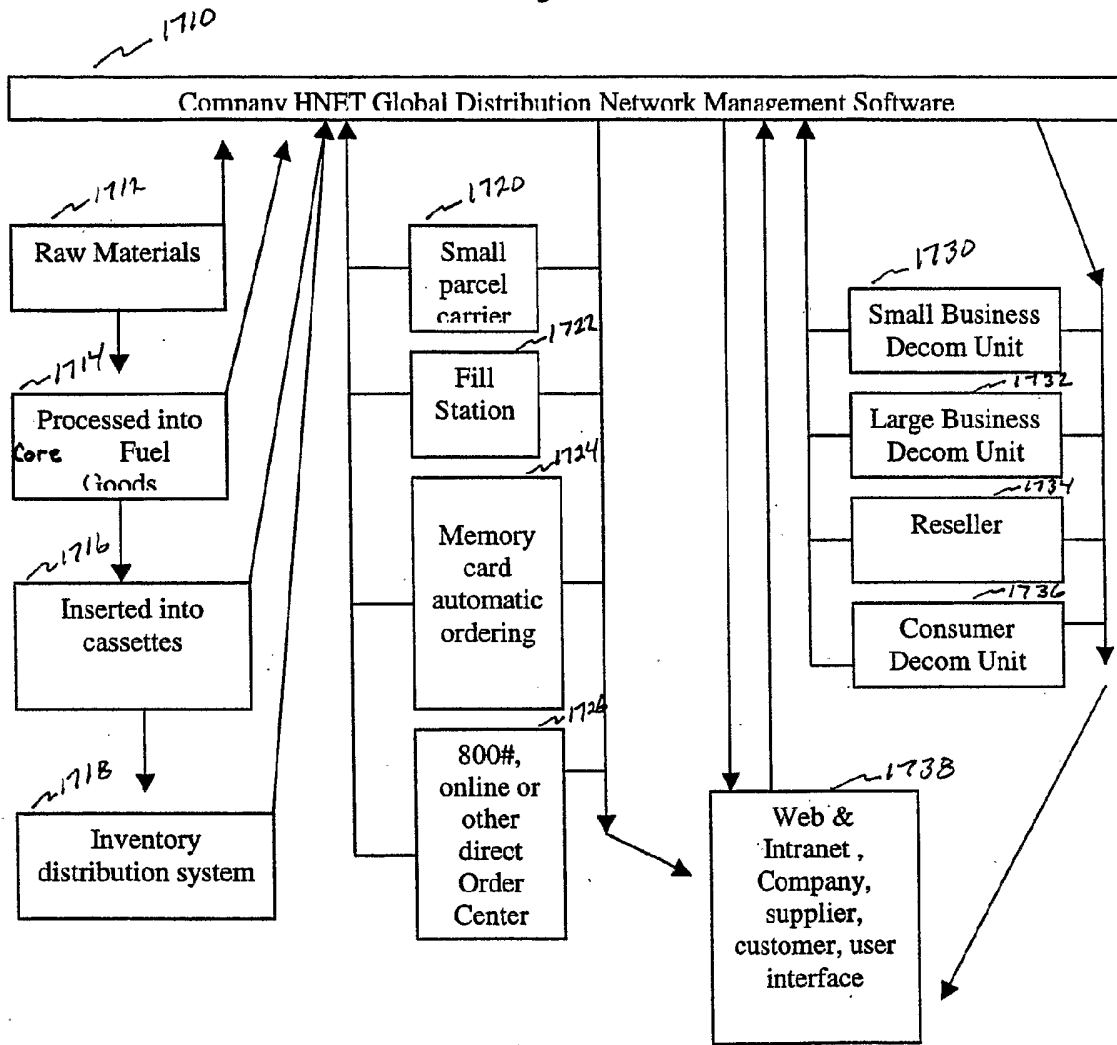 1710
Company HNET Global Distribution Network Management Software
1712
Raw Materials
1714
Processed into
Core Fuel
Goods
1716
Inserted into
cassettes
1718
Inventory
distribution system
1720
Small
parcel
carrier
1722
Fill
Station
1724
Memory
card
automatic
ordering
1726
800#,
online or
other
direct
Order
Center
1730
Small Business
Decom Unit
1732
Large Business
Decom Unit
1734
Reseller
1736
Consumer
Decom Unit
1738
Web &
Intranet ,
Company,
supplier,
customer, user
interface